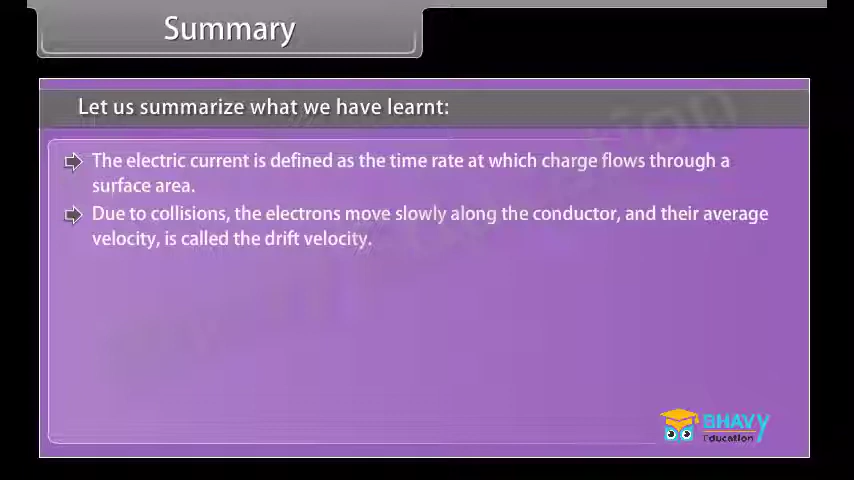 Summary
Let us summarize what we have learnt:
The electric current is defined as the time rate at which charge flows through a
surface area.
Due to collisions, the electrons move slowly along the conductor, and their average
velocity, is called the drift velocity.
BHAVY
Education